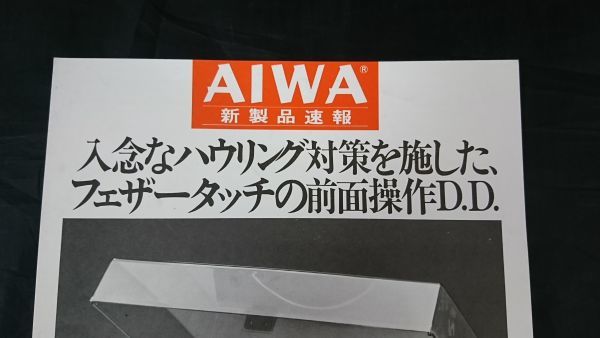 AIWA®
新製品速報
入念なハウリング対策を施した、
フェザータッチの前面操作D.D.